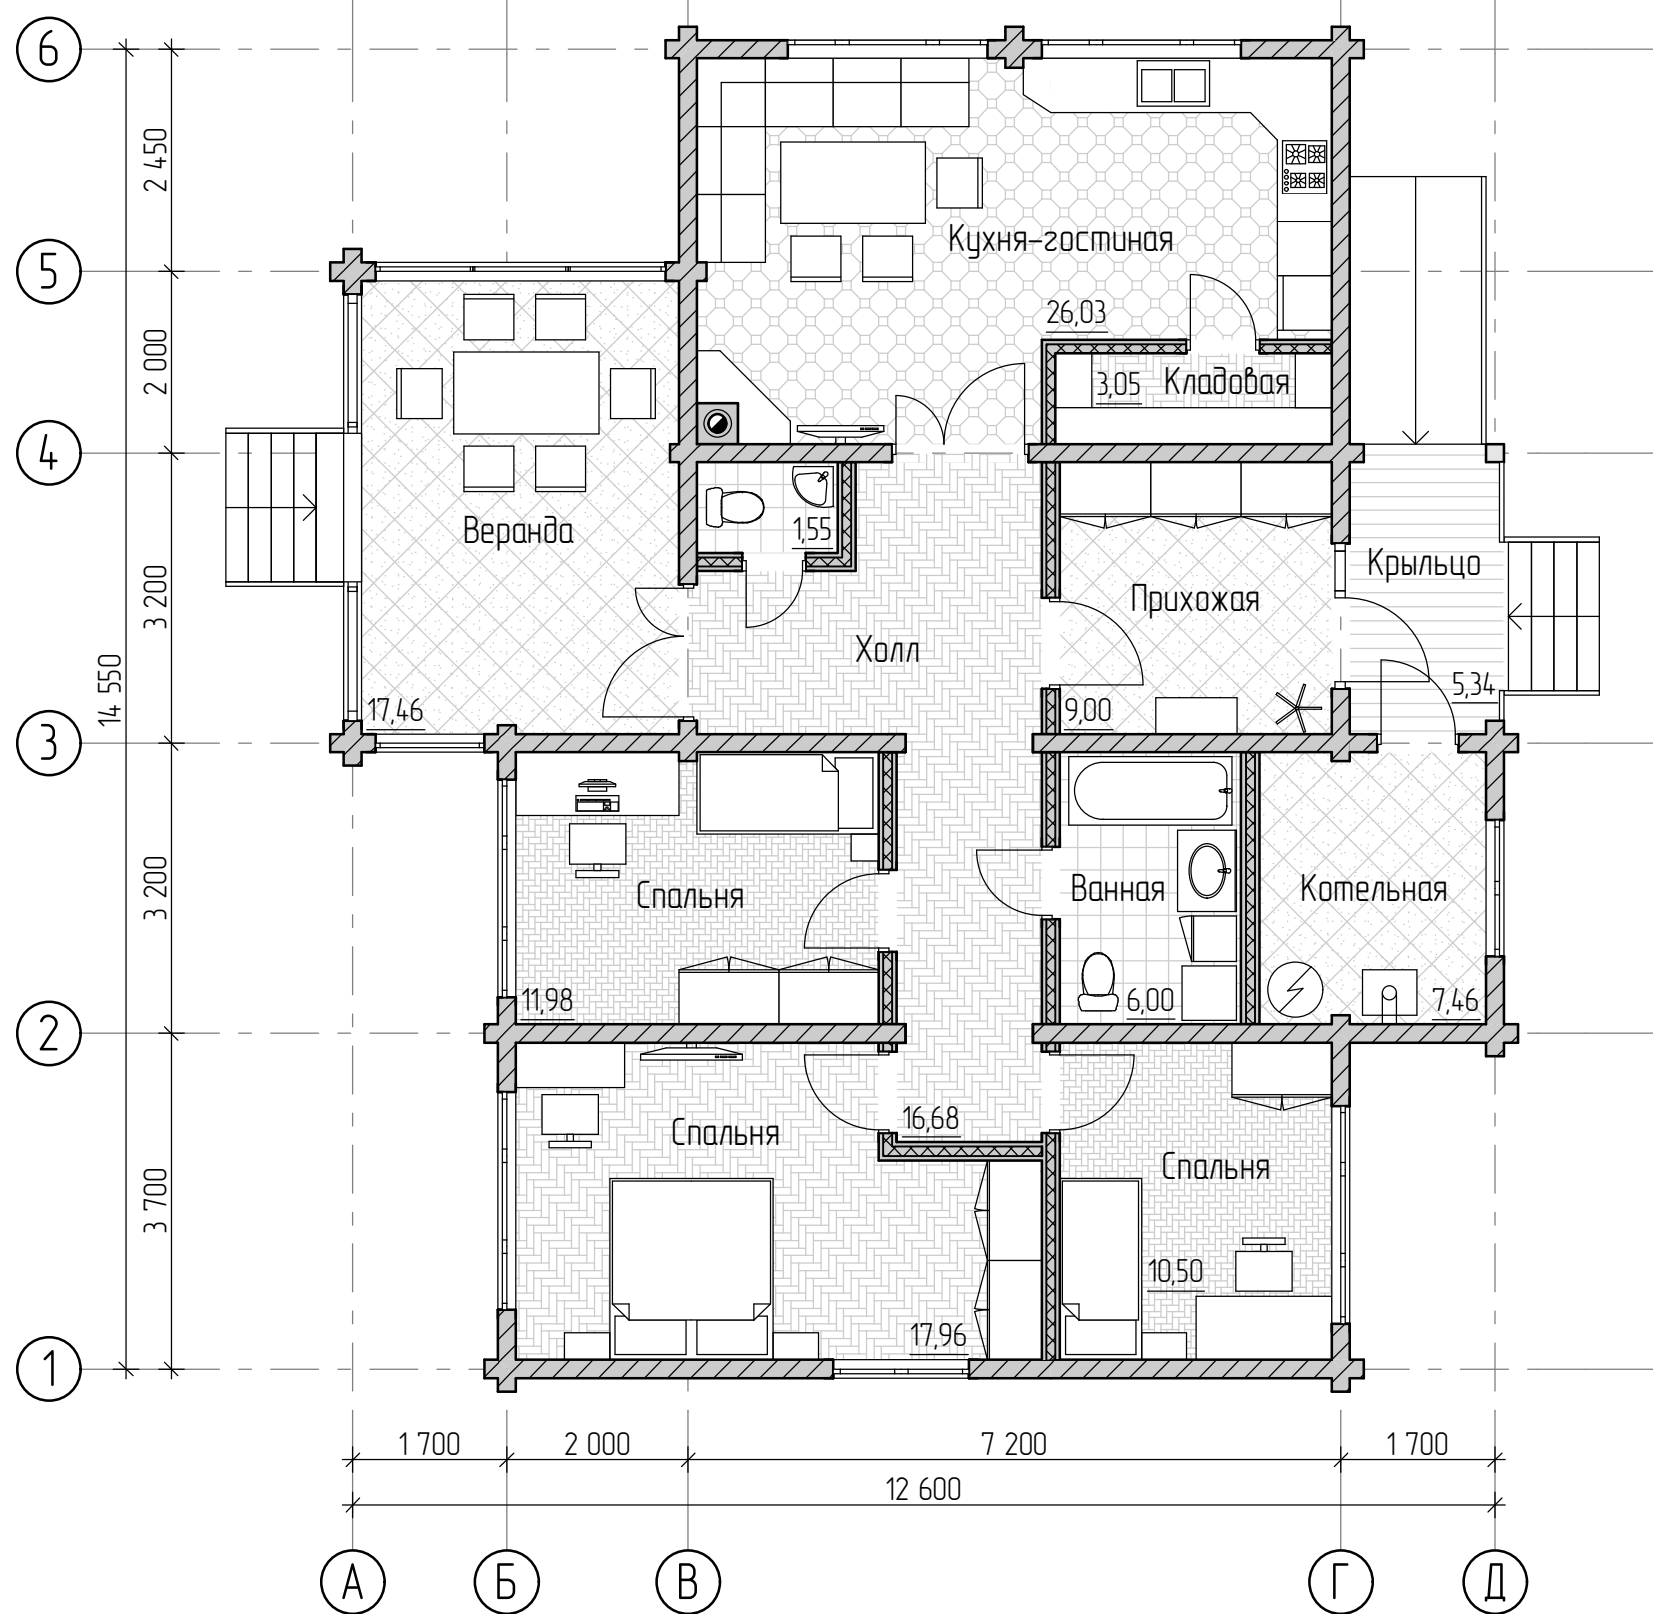 6
2 450
Кухня-гостиная
5
26,03
2 000
3,05 Кладовая
4
1,55
Веранда
Крыльцо
3 200
Прихожая
Холл
14 550
17,46
9,00
5,34
3
3 200
Спальня
Ванная
Котельная
11,98
6,00
7,46
2
16,68
Спальня
Спальня
3 700
10,50
17,96
1
1 700
2 000
7 200
1 700
12 600
А
Б
В
Г
Д